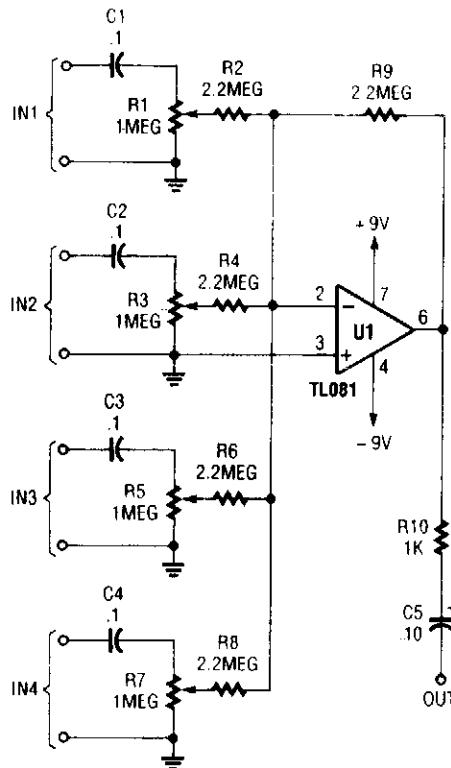 C1
.1
R2
2.2MEG
R9
2.2MEG
IN1
R1
1MEG
C2
.1
+9V
R4
2.2MEG
IN2
R3
1MEG
2
7
-
U1
6
3
+
4
TL081
-9V
C3
.1
R6
2.2MEG
IN3
R5
1MEG
R10
1K
C4
.1
C5
.10
R8
2.2MEG
IN4
R7
1MEG
OUT